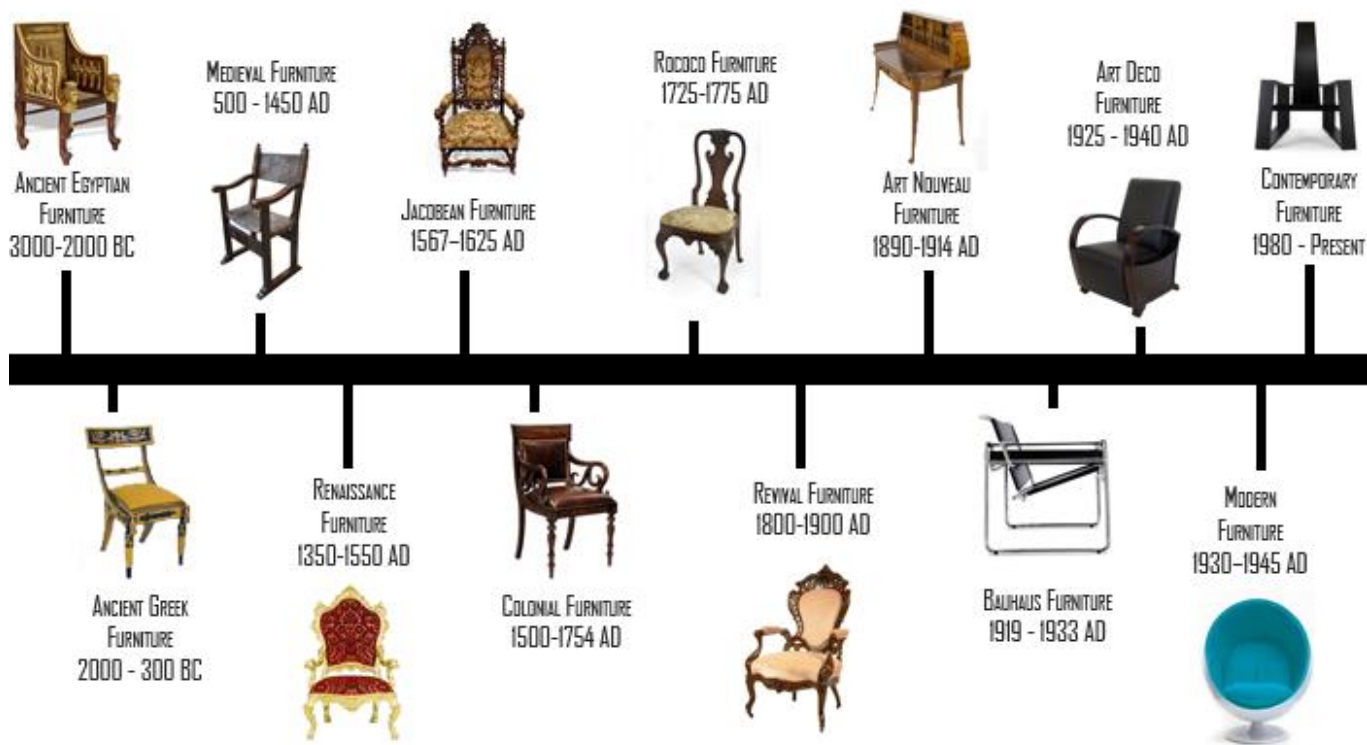 Ancient Egyptian
Furniture
3000-2000 BC
Medieval Furniture
500 - 1450 AD
Jacobean Furniture
1567–1625 AD
Rococo Furniture
1725-1775 AD
Art Nouveau
Furniture
1890-1914 AD
Art Deco
Furniture
1925 - 1940 AD
Contemporary
Furniture
1980 - Present
Ancient Greek
Furniture
2000 - 300 BC
Renaissance
Furniture
1350-1550 AD
Colonial Furniture
1500-1754 AD
Revival Furniture
1800-1900 AD
Bauhaus Furniture
1919 - 1933 AD
Modern
Furniture
1930–1945 AD